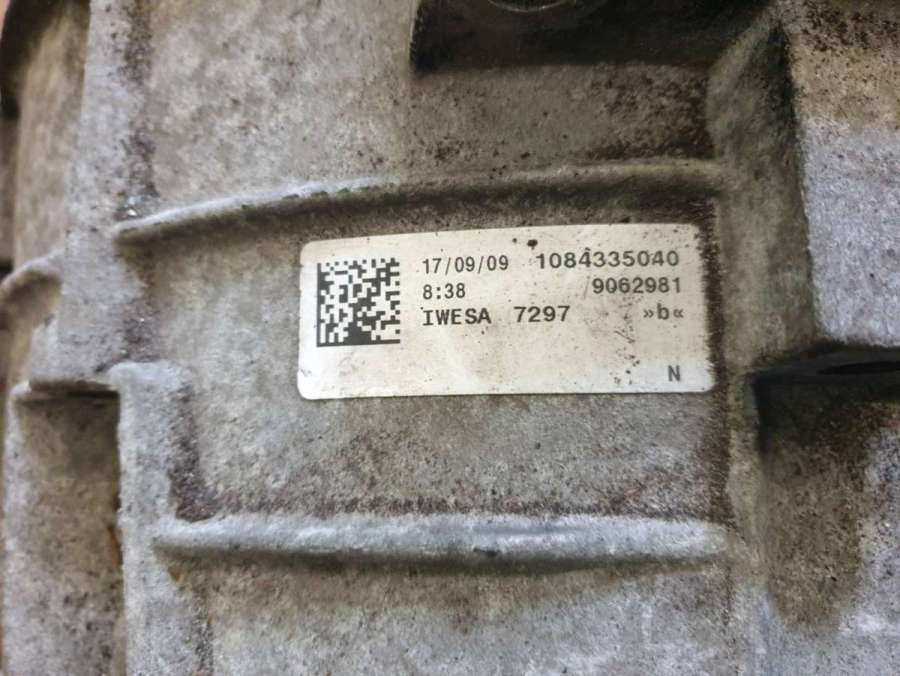 17/09/09 1084335040
8:38 /9062981
IWESA 7297 »b«
N